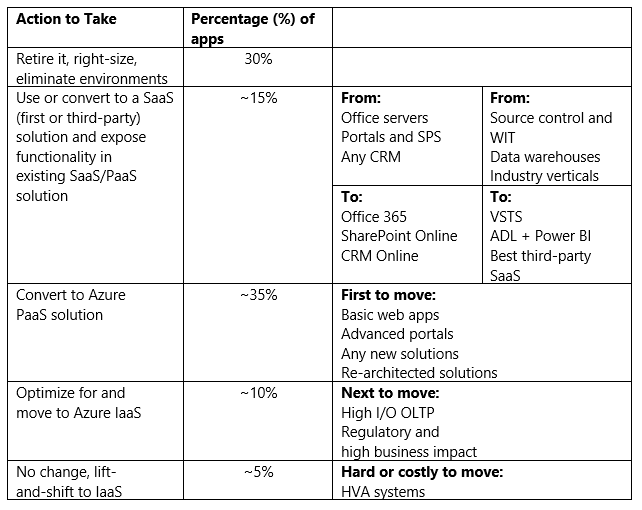 Action to Take
Percentage (%) of
apps
Retire it, right-size,
eliminate environments
30%
Use or convert to a SaaS
(first or third-party)
solution and expose
functionality in
existing SaaS/PaaS
solution
~15%
From:
Office servers
Portals and SPS
Any CRM
From:
Source control and
WIT
Data warehouses
Industry verticals
To:
Office 365
SharePoint Online
CRM Online
To:
VSTS
ADL + Power BI
Best third-party
SaaS
Convert to Azure
PaaS solution
~35%
First to move:
Basic web apps
Advanced portals
Any new solutions
Re-architected solutions
Optimize for and
move to Azure IaaS
~10%
Next to move:
High I/O OLTP
Regulatory and
high business impact
No change, lift-
and-shift to IaaS
~5%
Hard or costly to move:
HVA systems